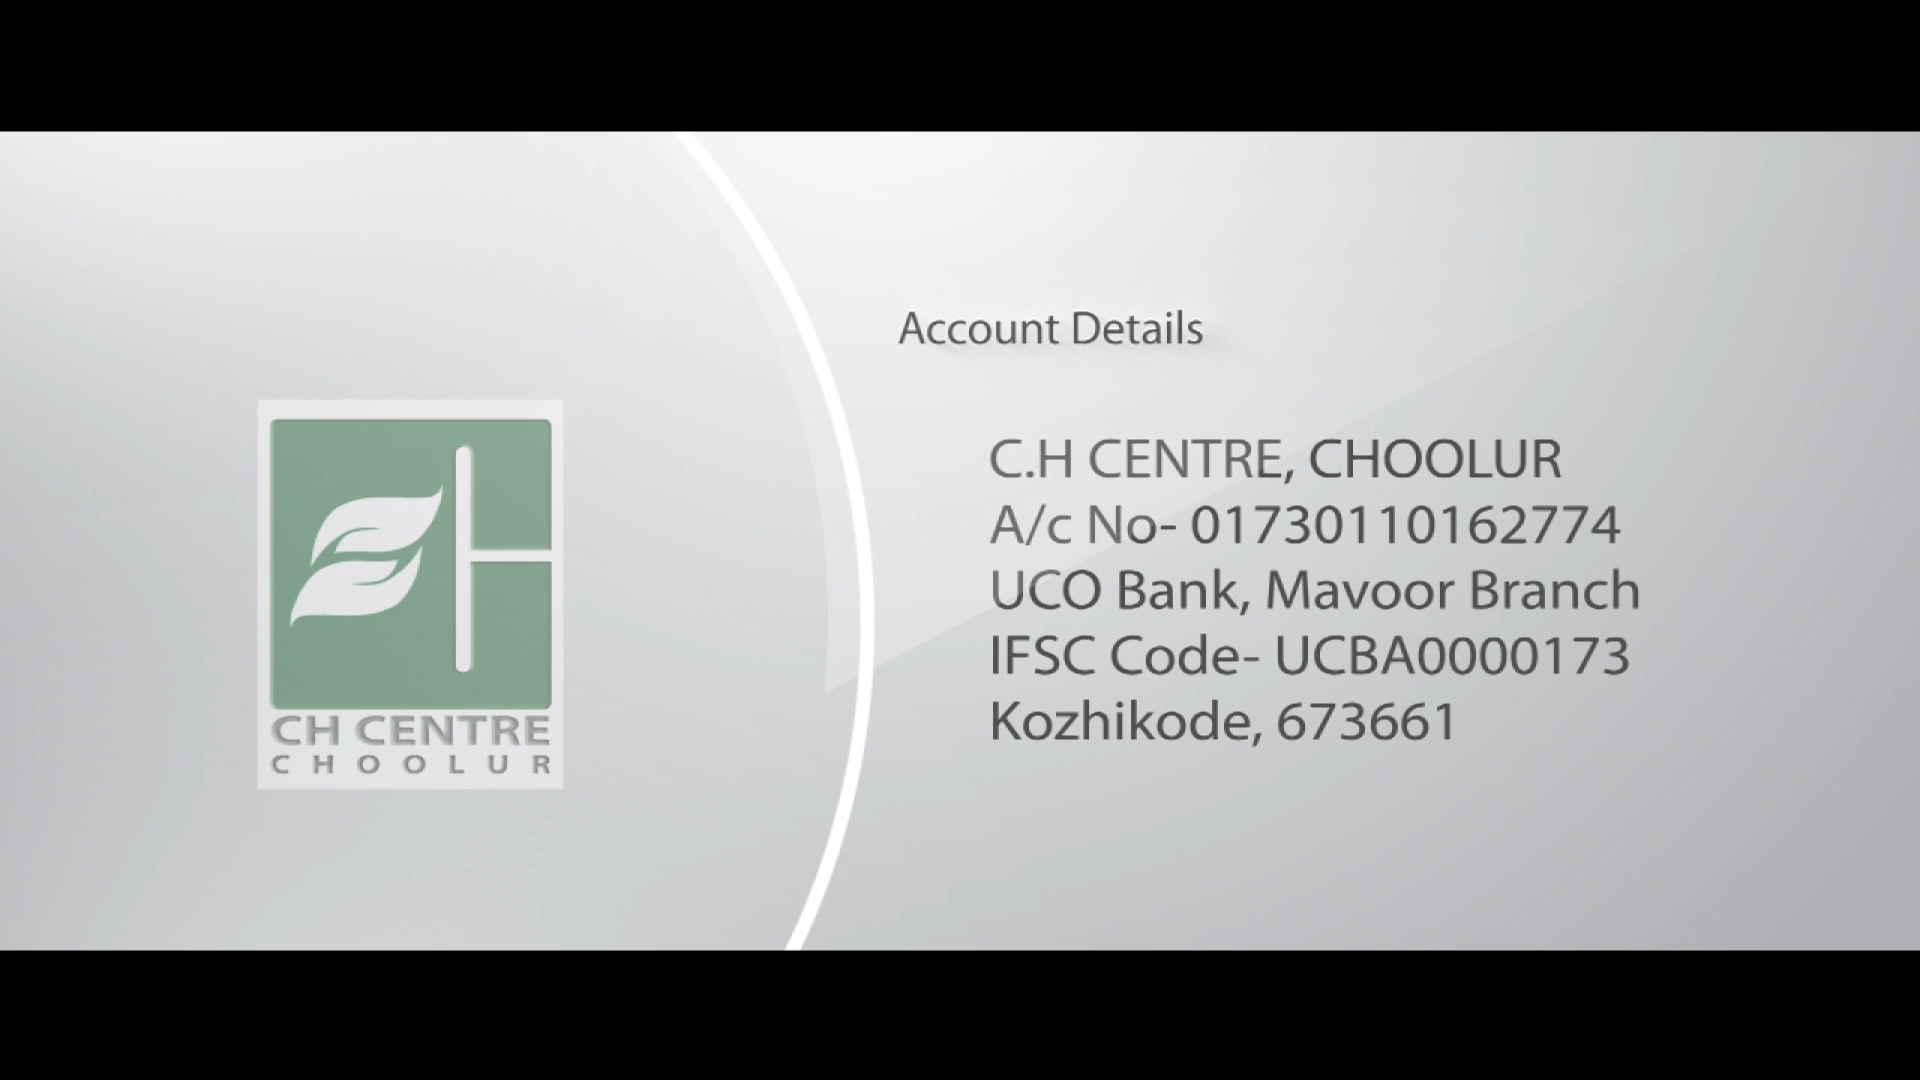 Account Details
C.H CENTRE, CHOOLUR
A/c No- 01730110162774
UCO Bank, Mavoor Branch
IFSC Code- UCBA0000173
Kozhikode, 673661
CH CENTRE
CHOOLUR